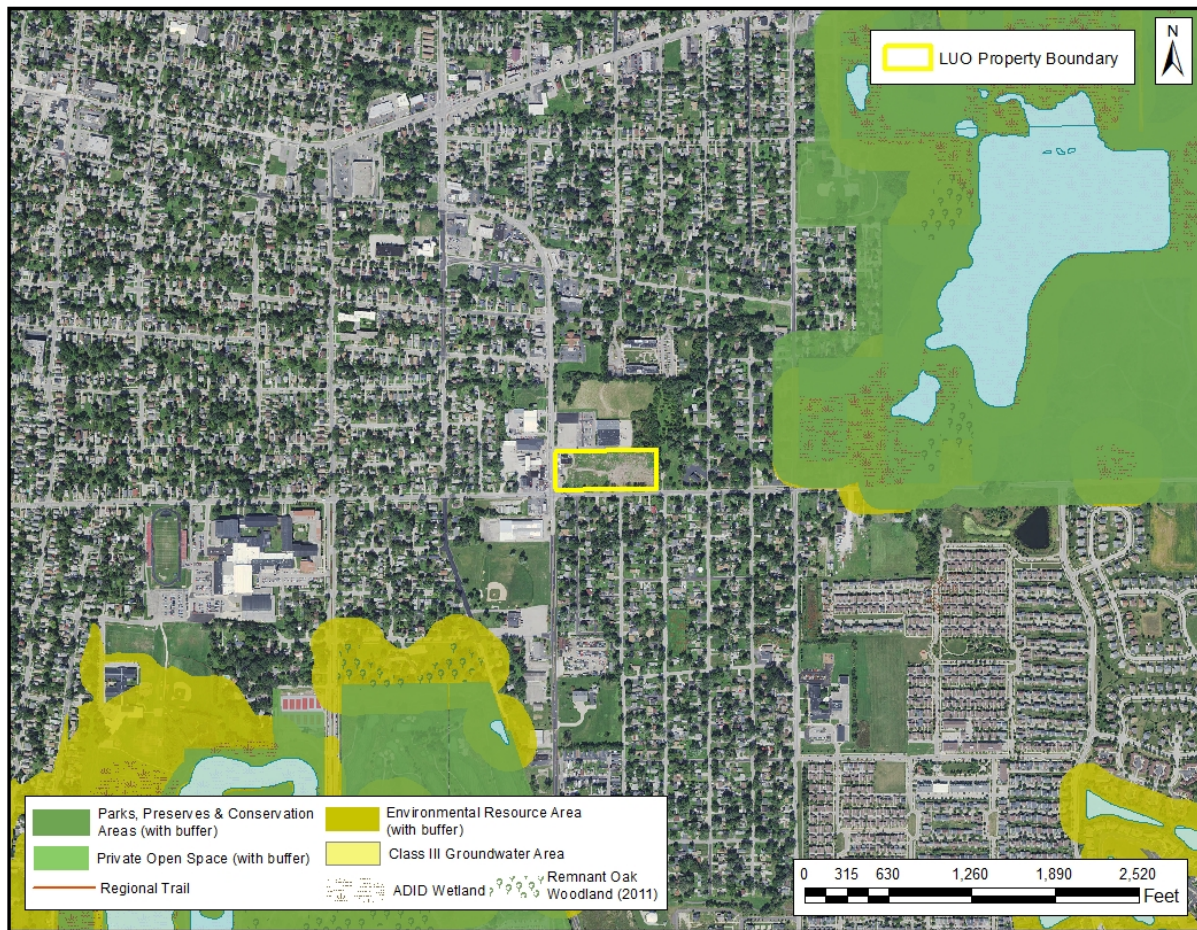 N
LUO Property Boundary
Parks, Preserves & Conservation
Areas (with buffer)
Private Open Space (with buffer)
Regional Trail
Environmental Resource Area
(with buffer)
Class III Groundwater Area
ADID Wetland
Remnant Oak
Woodland (2011)
0 315 630 1,260 1,890 2,520
Feet